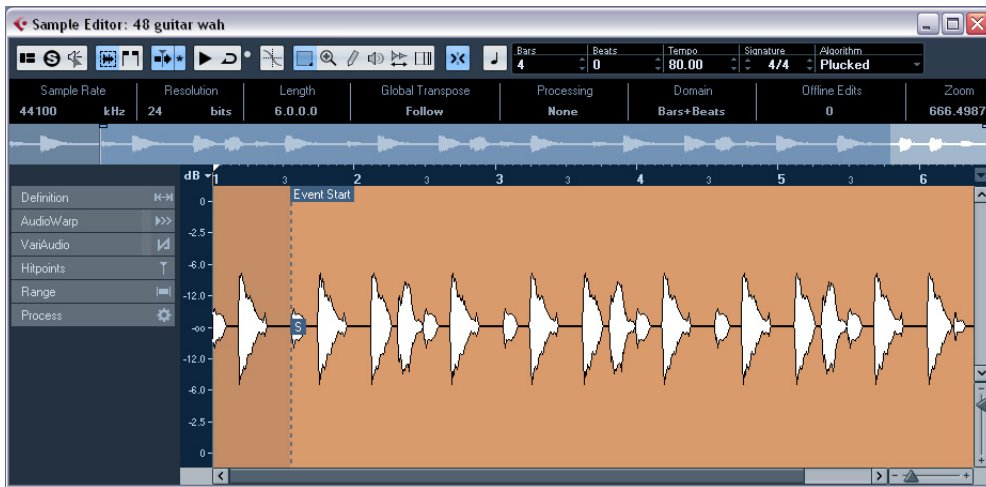 Sample Editor: 48 guitar wah
Bars Beats Tempo Signature Algorithm
4 0 80.00 4/4 Plucked
Sample Rate Resolution Length Global Transpose Processing Domain Offline Edits Zoom
44100 kHz 24 bits 6.0.0.0 Follow None Bars+Beats 0 666.4987
dB 1 3 2 3 3 3 4 3 5 3 6
Event Start
Definition
AudioWarp
VariAudio
Hitpoints
Range
Process
0
-2.5
-6.0
-12.0
-∞
-12.0
-6.0
-2.5
0
S